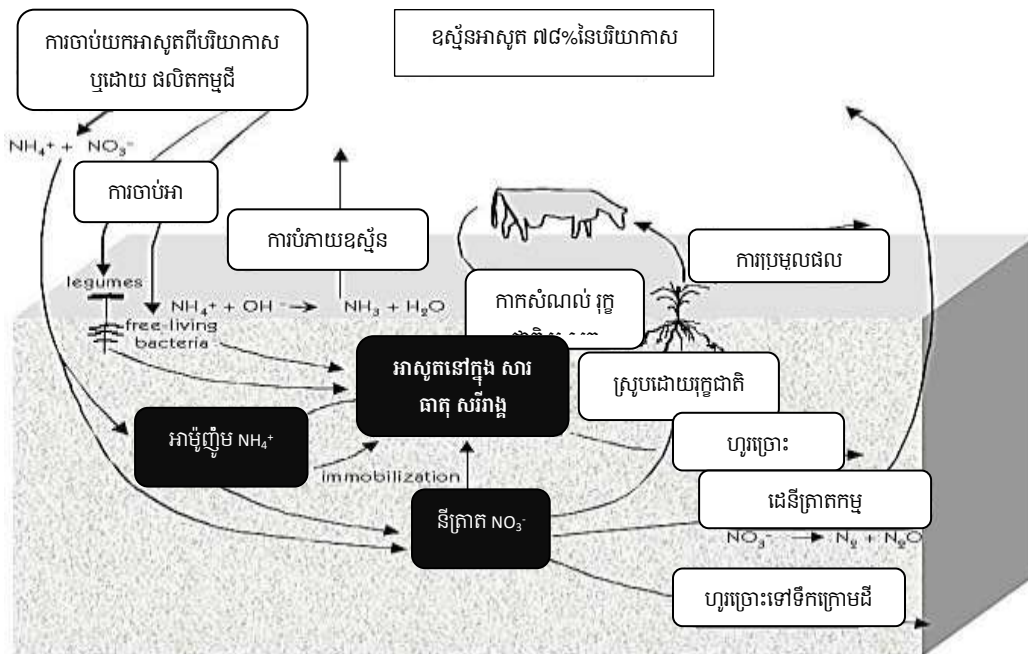 ការចាប់យកអាសូតពីបរិយាកាស
ឬដោយ ផលិតកម្មជី
ឧស្ម័នអាសូត ៧៨%នៃបរិយាកាស
NH₄⁺ + NO₃⁻
ការចាប់អា
ការបំភាយឧស្ម័ន
ការប្រមូលផល
legumes
NH₄⁺ + OH⁻ → NH₃ + H₂O
កាកសំណល់ រុក្ខ
free-living
bacteria
អាសូតនៅក្នុង សារ
ធាតុ សរីរាង្គ
ស្រូបដោយរុក្ខជាតិ
អាម៉ូញ៉ូម NH₄⁺
ហូរច្រោះ
immobilization
ដេនីត្រាតកម្ម
នីត្រាត NO₃⁻
NO₃⁻ → N₂ + N₂O
ហូរច្រោះទៅទឹកក្រោមដី